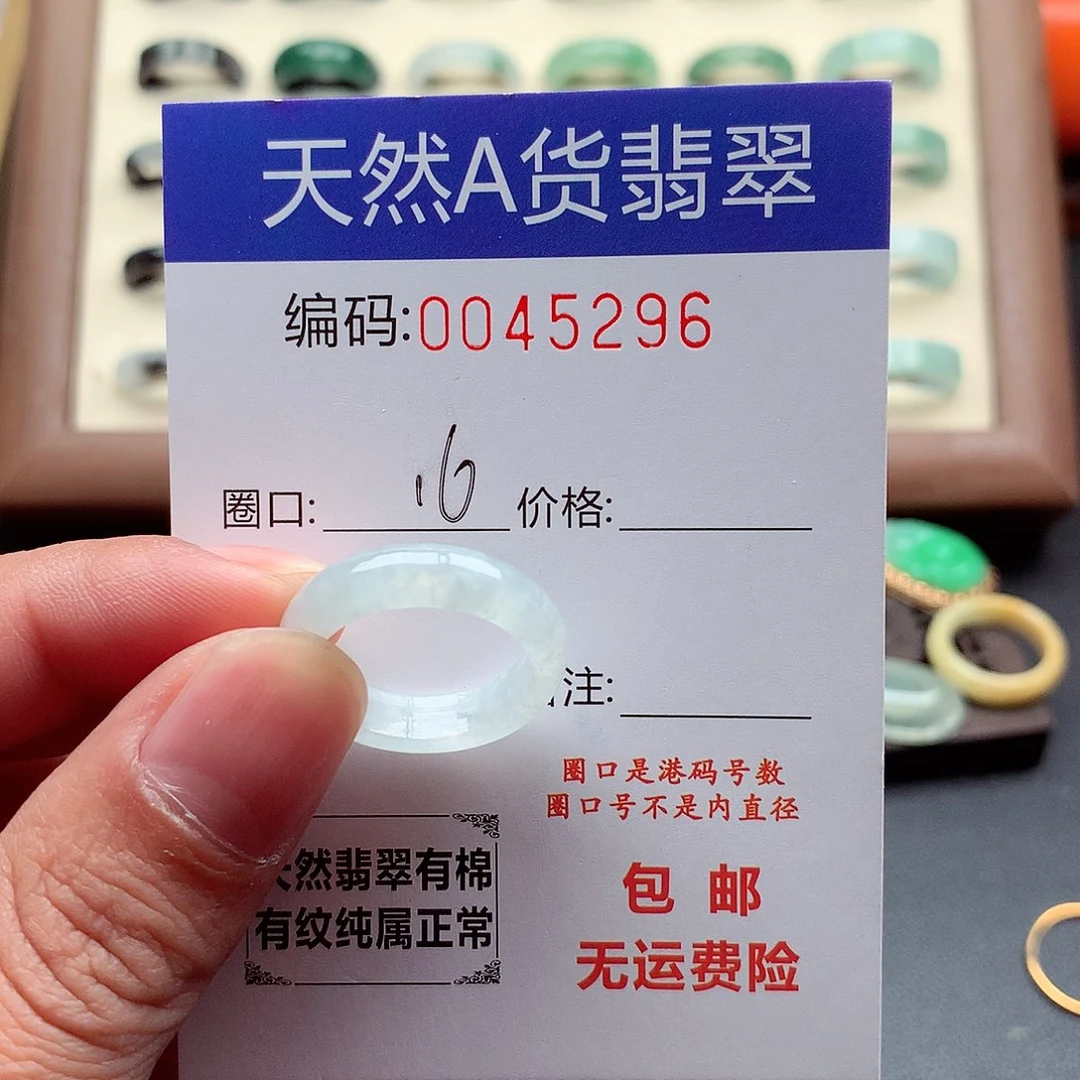 天然A货翡翠
编码:0045296
圈口: 16 价格:
注:
圈口是港码号数
圈口号不是内直径
然翡翠有棉
有纹纯属正常
包 邮
无运费险